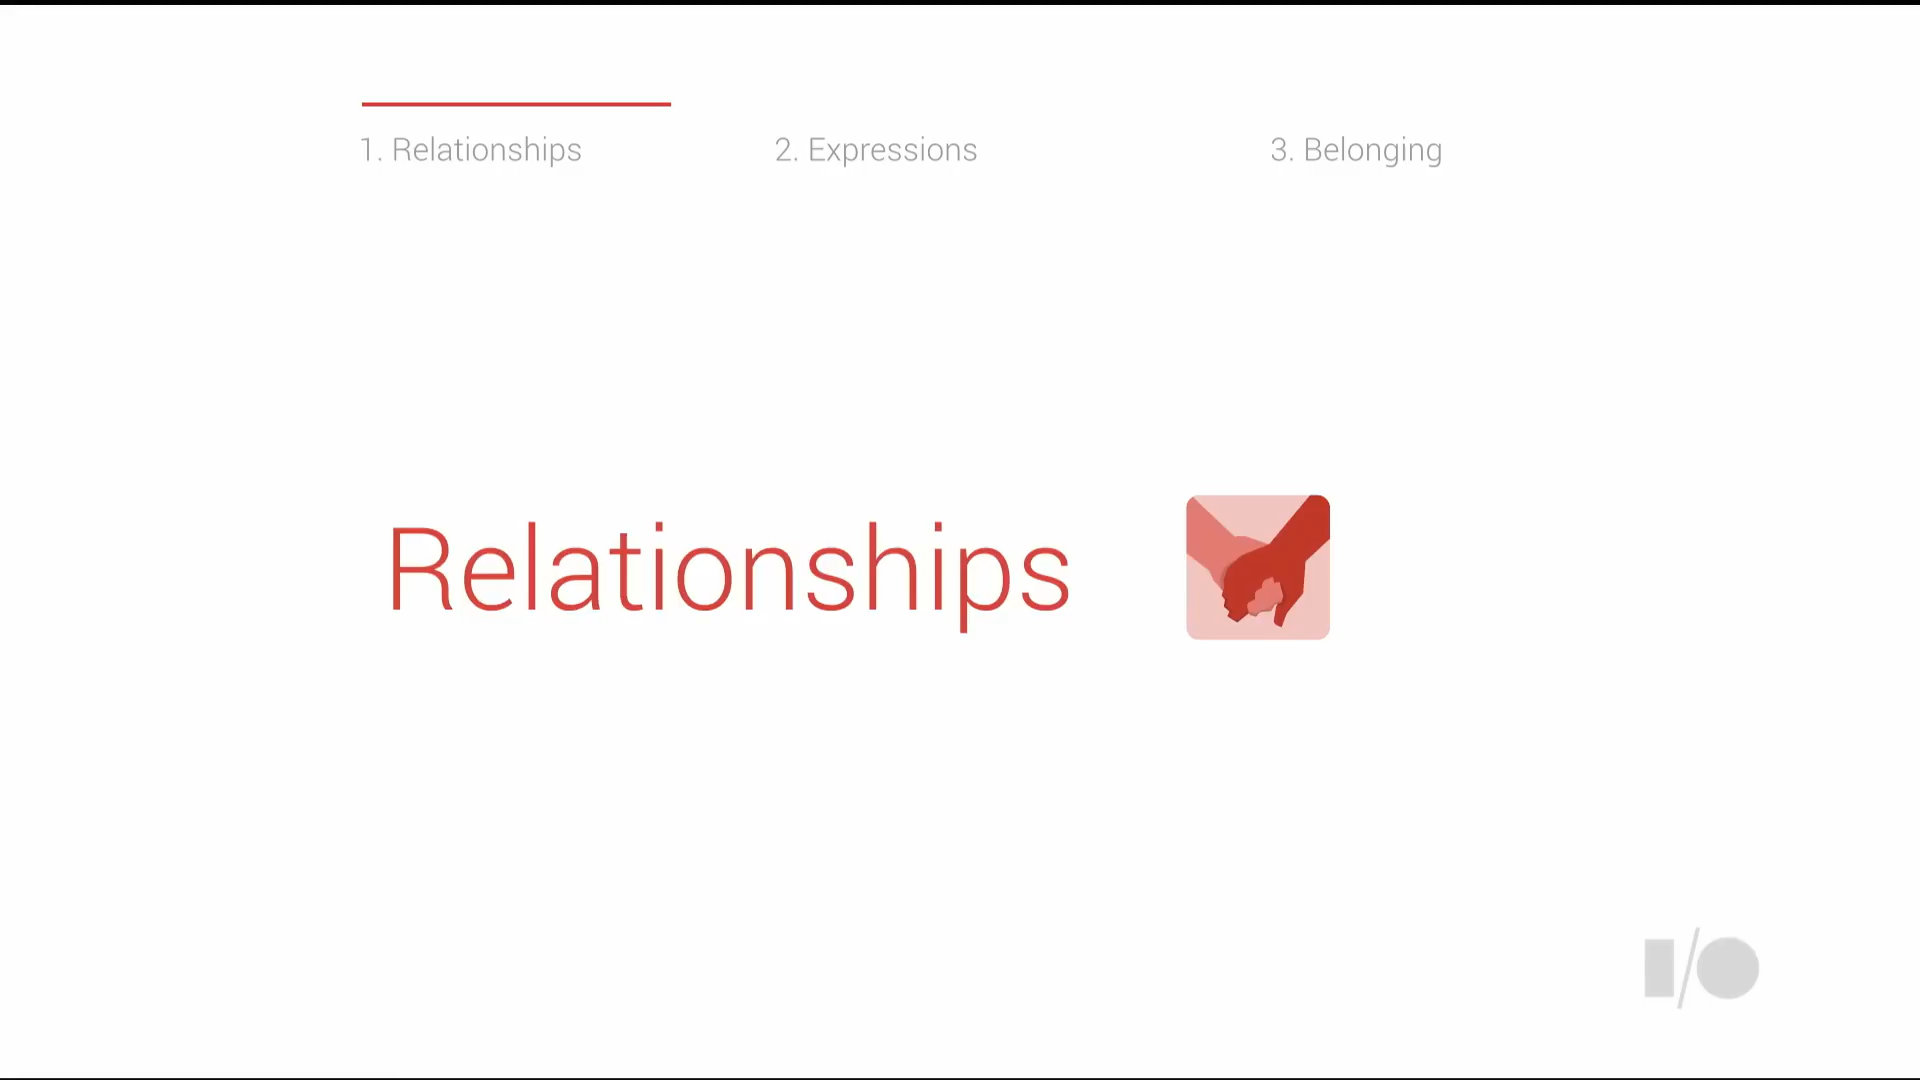 1. Relationships
2. Expressions
3. Belonging
Relationships
I/O